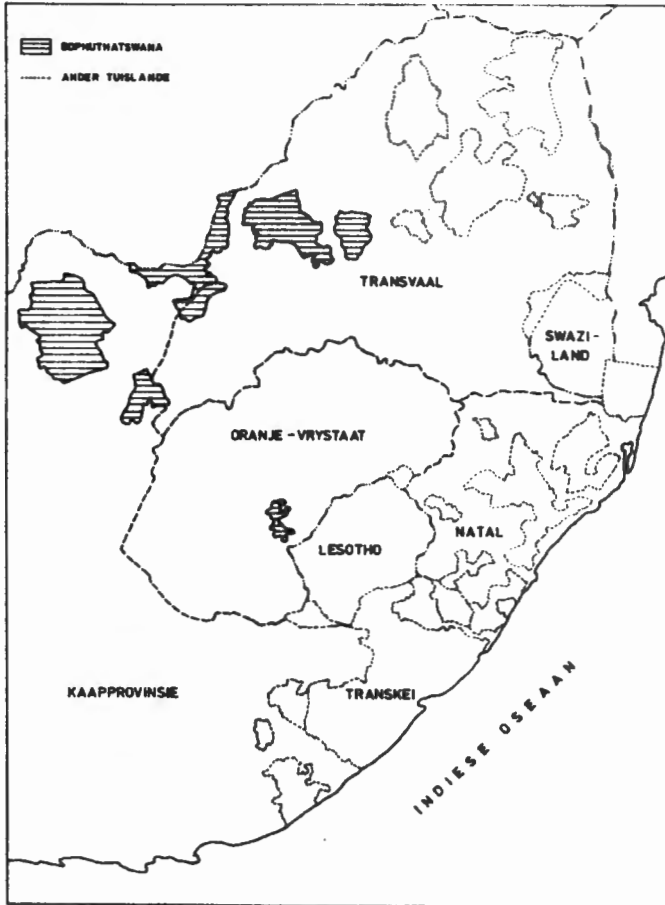 BOPHUTHATSWANA
ANDER TUISLANDE
TRANSVAAL
SWAZI-
LAND
ORANJE-VRYSTAAT
LESOTHO
NATAL
KAAPPROVINSIE
TRANSKEI
INDIESE OSEAAN